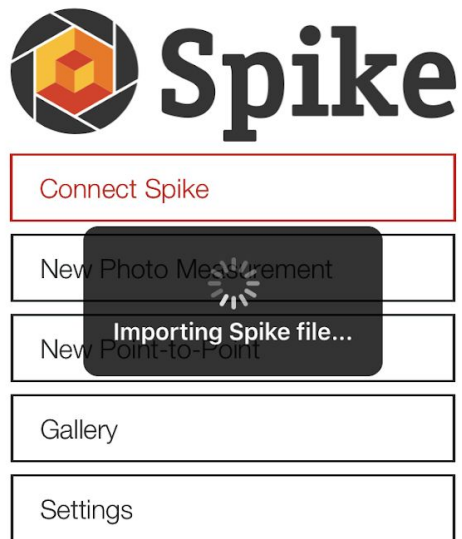 Spike
Connect Spike
New Photo Measurement
Importing Spike file...
New Point-to-Point
Gallery
Settings